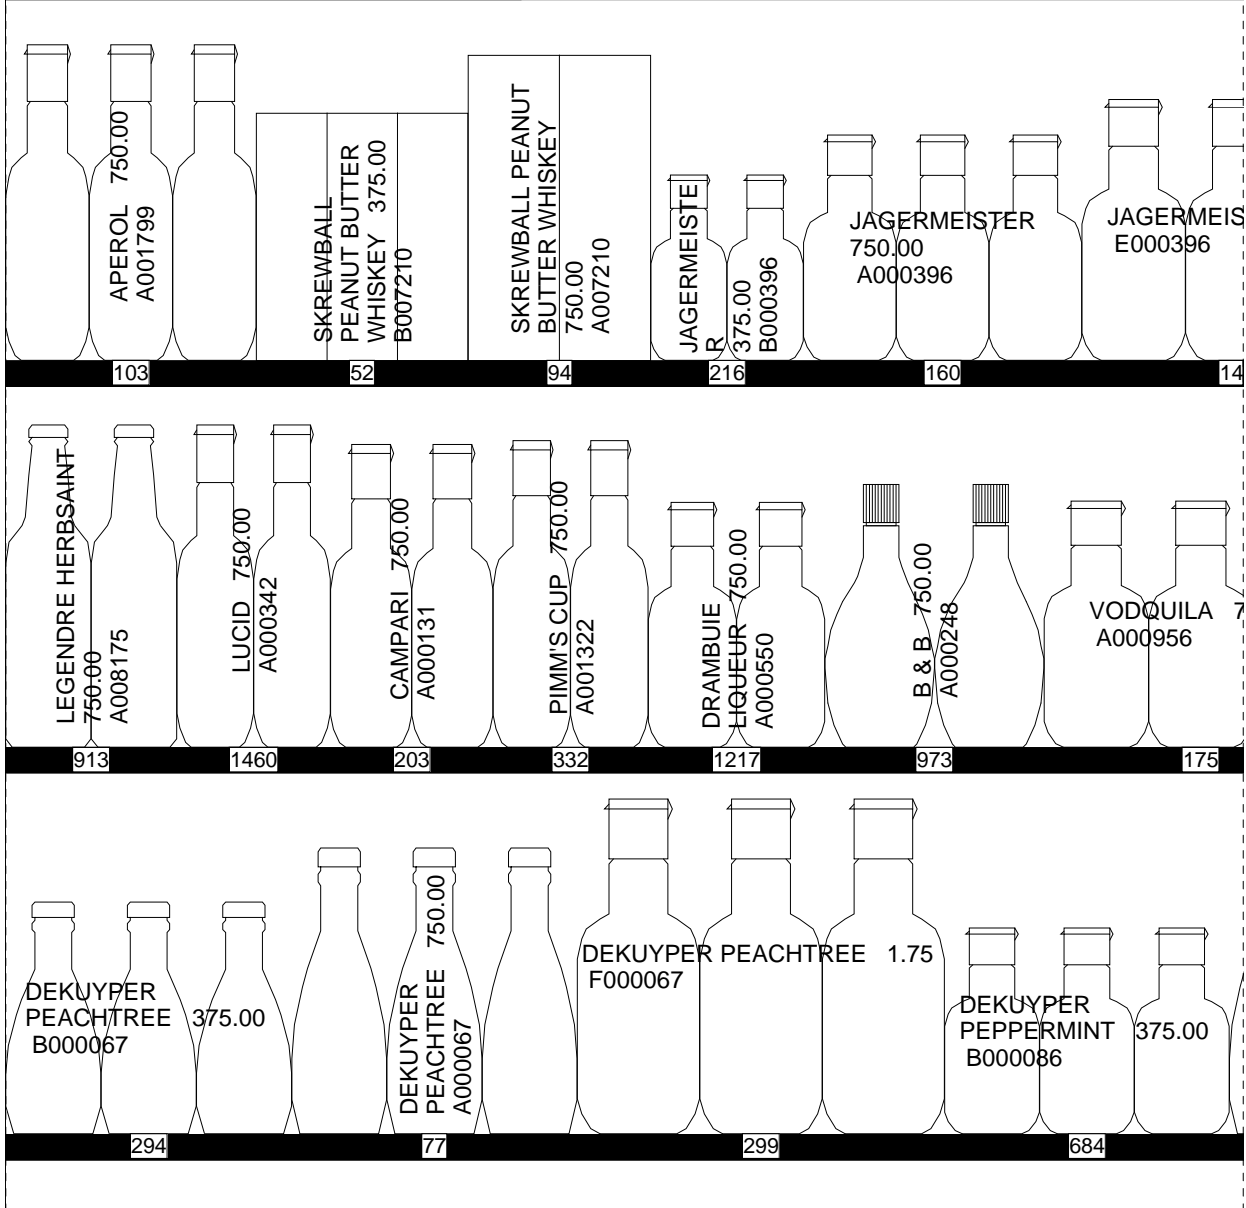 APEROL 750.00
A001799
SKREWBALL
PEANUT BUTTER
WHISKEY 375.00
B007210
SKREWBALL PEANUT
BUTTER WHISKEY
750.00
A007210
JAGERMEISTE
R
375.00
B000396
JAGERMEISTER
750.00
A000396
JAGERMEIS
E000396
103
52
94
216
160
14
LEGENDRE HERBSAINT
750.00
A008175
LUCID 750.00
A000342
CAMPARI 750.00
A000131
PIMM'S CUP 750.00
A001322
DRAMBUIE
LIQUEUR 750.00
A000550
B & B 750.00
A000248
VODQUILA 7
A000956
913
1460
203
332
1217
973
175
DEKUYPER
PEACHTREE 375.00
B000067
DEKUYPER
PEACHTREE 750.00
A000067
DEKUYPER PEACHTREE 1.75
F000067
DEKUYPER
PEPPERMINT 375.00
B000086
294
77
299
684